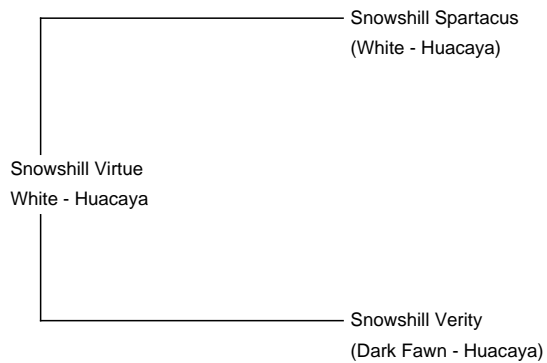 Snowshill Spartacus
(White - Huacaya)
Snowshill Virtue
White - Huacaya
Snowshill Verity
(Dark Fawn - Huacaya)